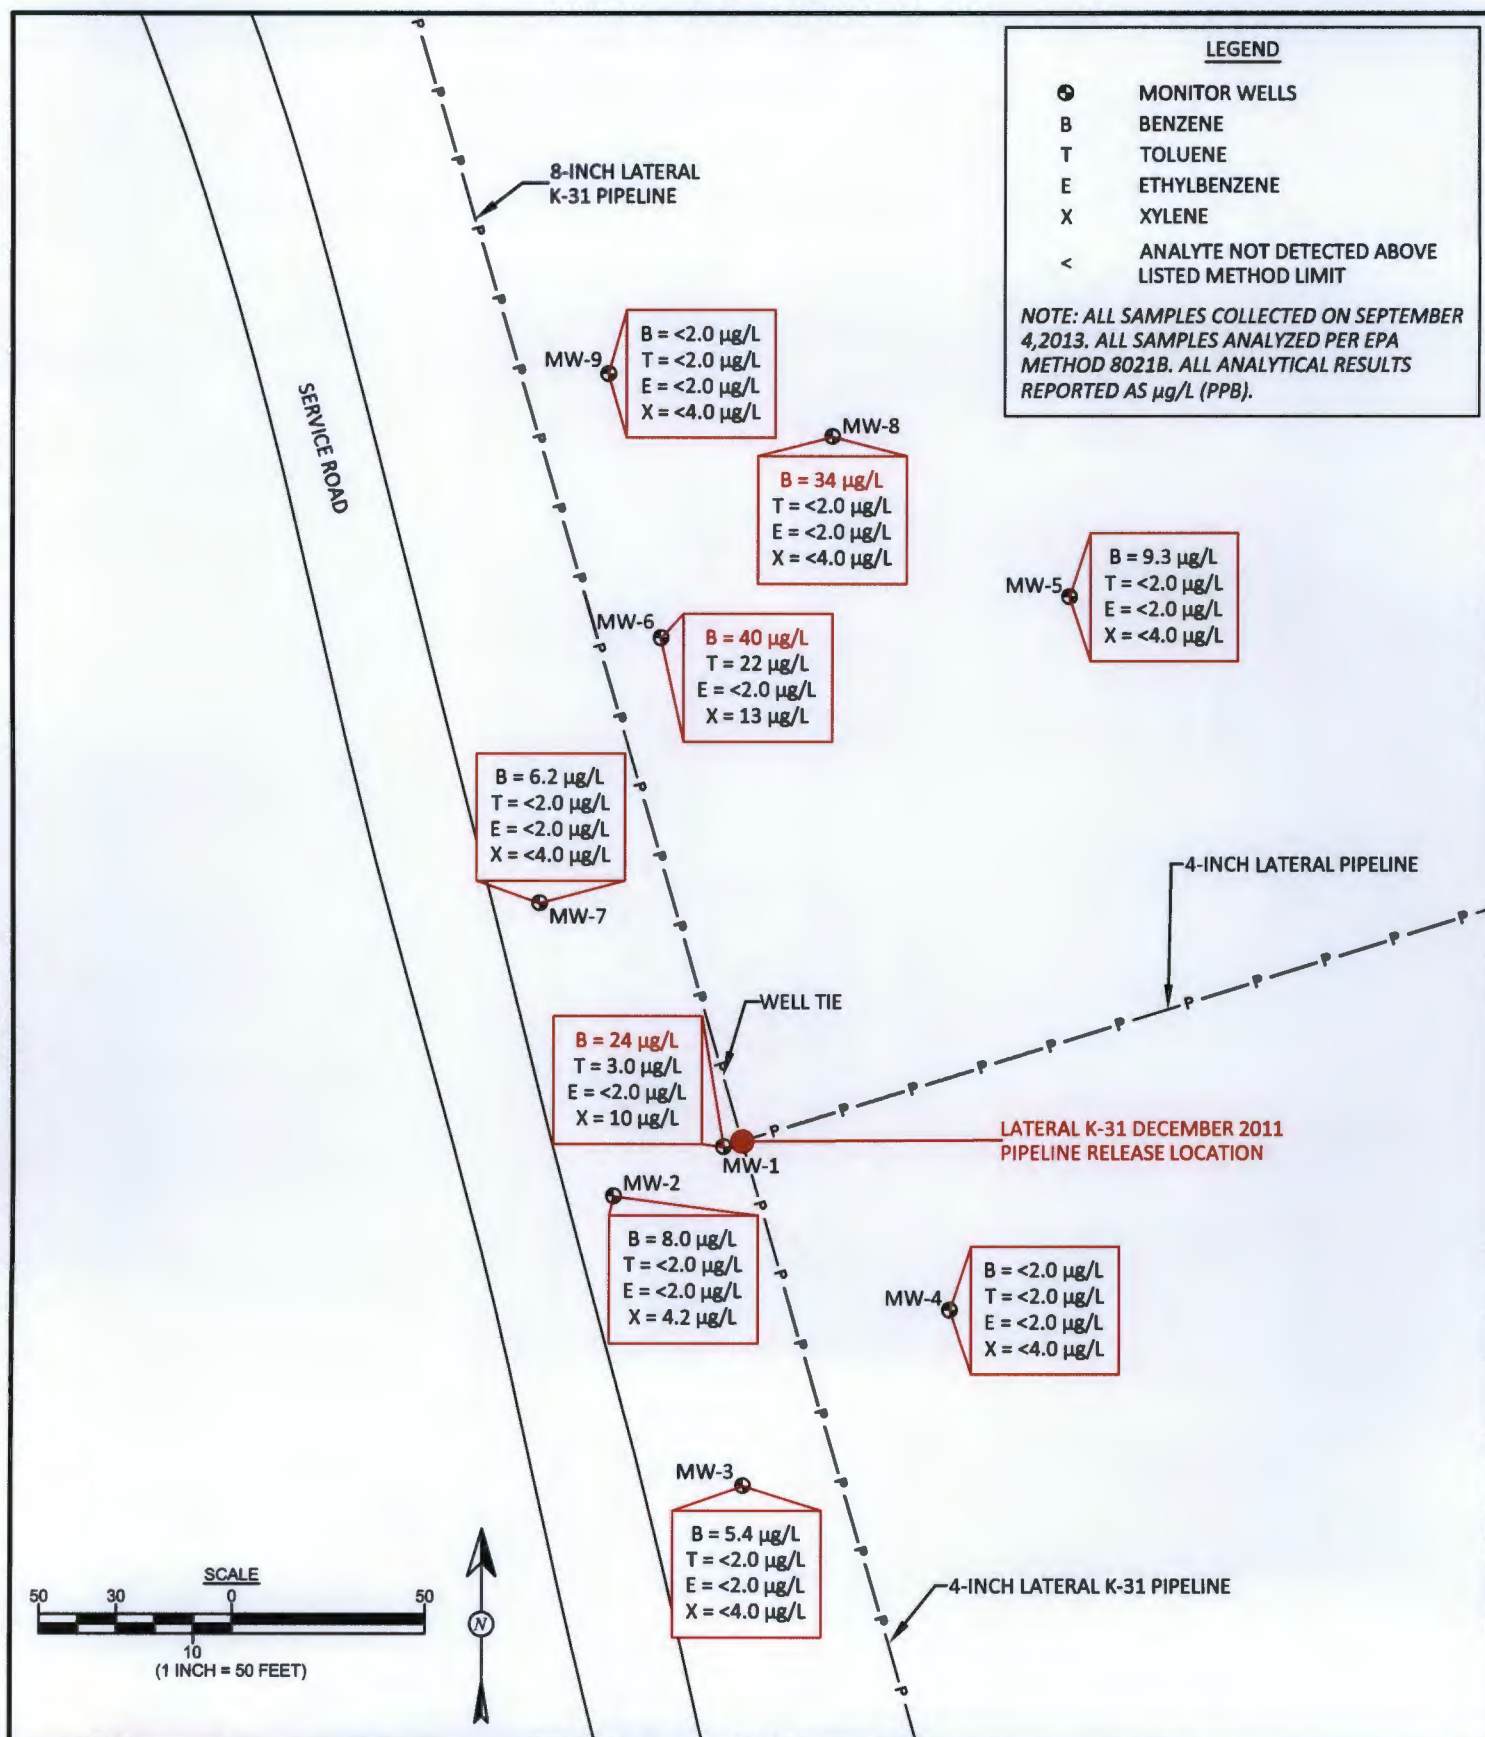 LEGEND
MONITOR WELLS
B BENZENE
T TOLUENE
E ETHYLBENZENE
X XYLENE
< ANALYTE NOT DETECTED ABOVE
LISTED METHOD LIMIT
NOTE: ALL SAMPLES COLLECTED ON SEPTEMBER
4,2013. ALL SAMPLES ANALYZED PER EPA
METHOD 8021B. ALL ANALYTICAL RESULTS
REPORTED AS µg/L (PPB).
8-INCH LATERAL
K-31 PIPELINE
SERVICE ROAD
MW-9
B = <2.0 µg/L
T = <2.0 µg/L
E = <2.0 µg/L
X = <4.0 µg/L
MW-8
B = 34 µg/L
T = <2.0 µg/L
E = <2.0 µg/L
X = <4.0 µg/L
MW-5
B = 9.3 µg/L
T = <2.0 µg/L
E = <2.0 µg/L
X = <4.0 µg/L
MW-6
B = 40 µg/L
T = 22 µg/L
E = <2.0 µg/L
X = 13 µg/L
B = 6.2 µg/L
T = <2.0 µg/L
E = <2.0 µg/L
X = <4.0 µg/L
MW-7
4-INCH LATERAL PIPELINE
WELL TIE
B = 24 µg/L
T = 3.0 µg/L
E = <2.0 µg/L
X = 10 µg/L
MW-1
LATERAL K-31 DECEMBER 2011
PIPELINE RELEASE LOCATION
MW-2
B = 8.0 µg/L
T = <2.0 µg/L
E = <2.0 µg/L
X = 4.2 µg/L
MW-4
B = <2.0 µg/L
T = <2.0 µg/L
E = <2.0 µg/L
X = <4.0 µg/L
MW-3
B = 5.4 µg/L
T = <2.0 µg/L
E = <2.0 µg/L
X = <4.0 µg/L
4-INCH LATERAL K-31 PIPELINE
SCALE
50 30 0 50
10
(1 INCH = 50 FEET)
N
P P P P P P P P P P P P P P P P P P P P P P P P P
P P P P P P P P P P P